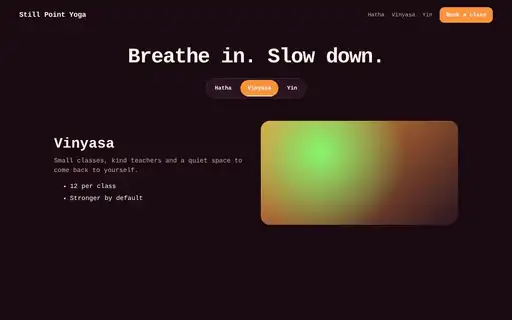 Still Point Yoga
Hatha Vinyasa Yin Book a class
Breathe in. Slow down.
Hatha Vinyasa Yin
Vinyasa
Small classes, kind teachers and a quiet space to
come back to yourself.
• 12 per class
• Stronger by default